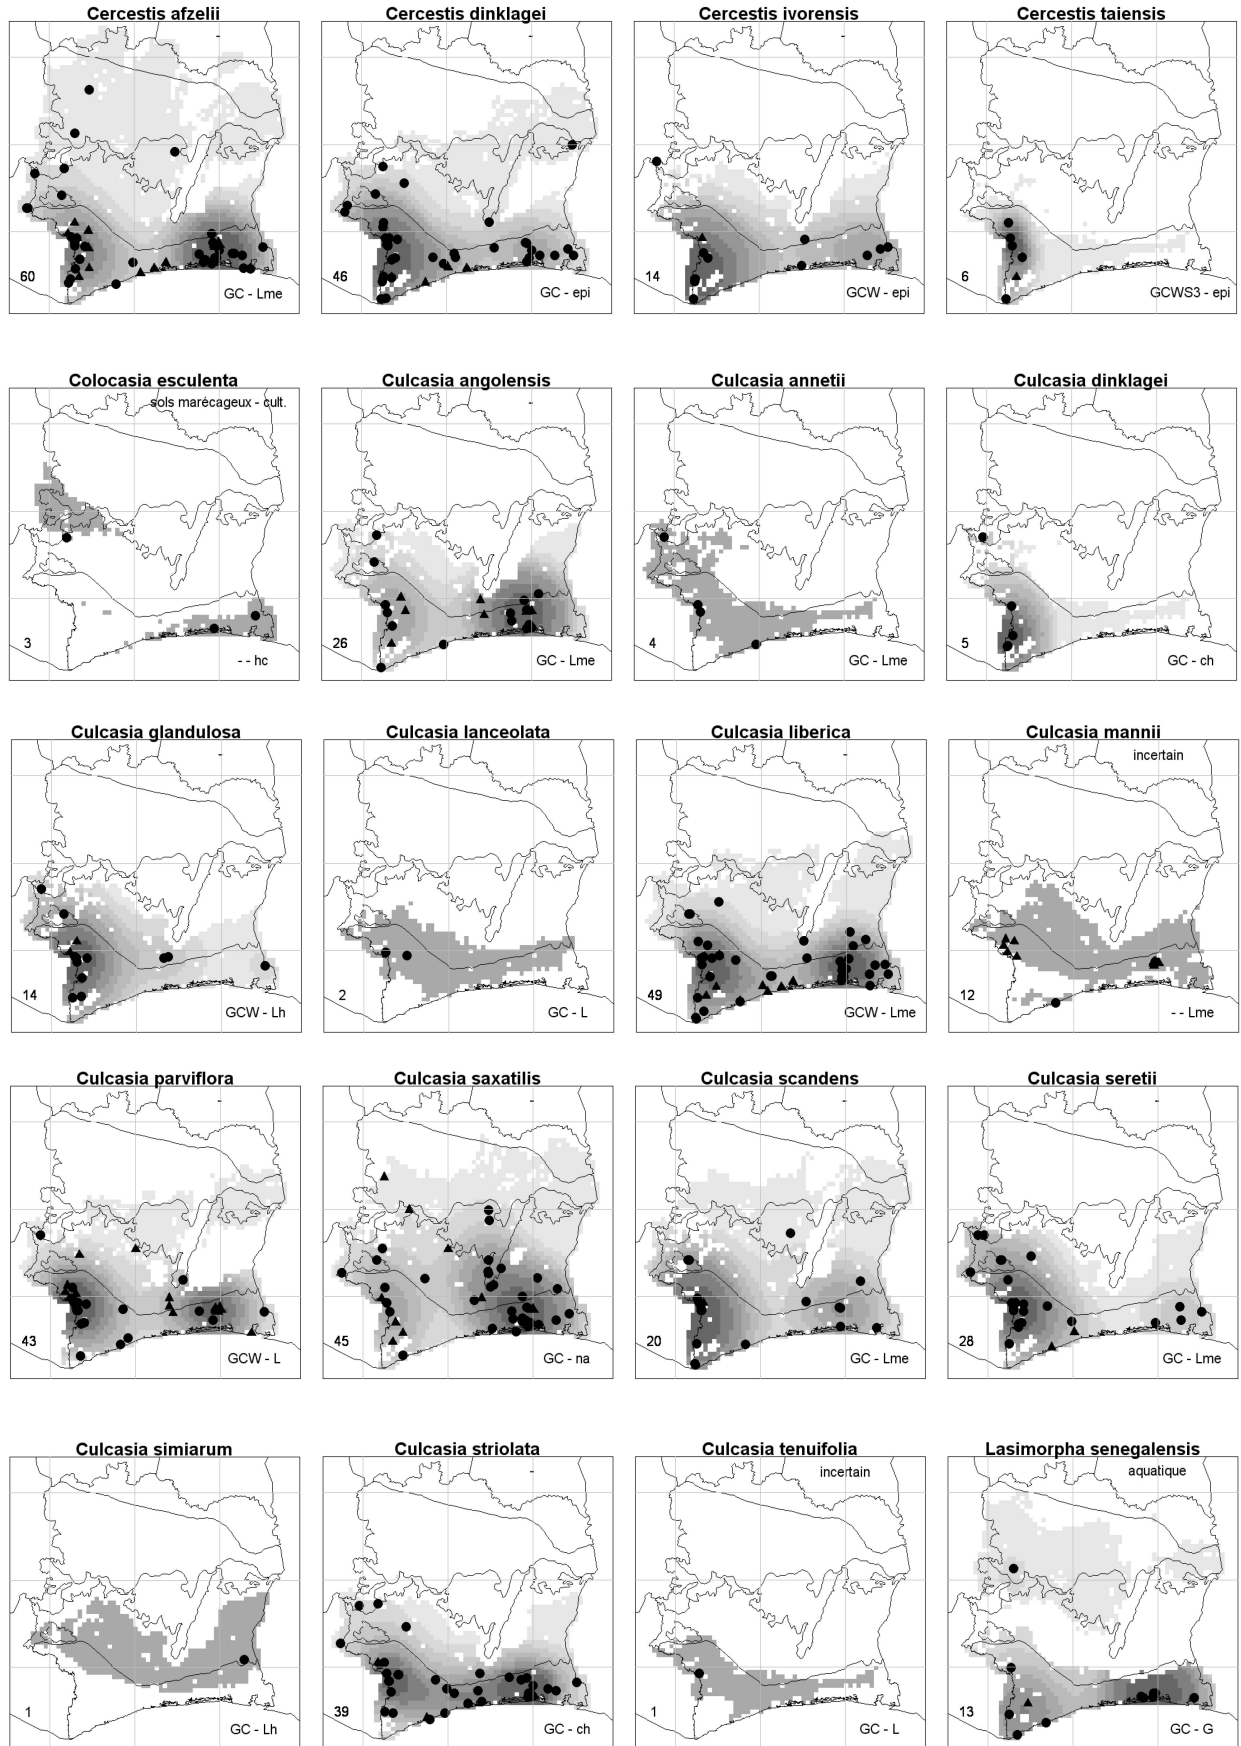 Cercestis afzelii
60
GC - Lme
Cercestis dinklagei
46
GC - epi
Cercestis ivorensis
14
GCW - epi
Cercestis taiensis
6
GCWS3 - epi
Colocasia esculenta
sols marécageux - cult.
3
- - hc
Culcasia angolensis
26
GC - Lme
Culcasia annetii
4
GC - Lme
Culcasia dinklagei
5
GC - ch
Culcasia glandulosa
14
GCW - Lh
Culcasia lanceolata
2
GC - L
Culcasia liberica
49
GCW - Lme
Culcasia mannii
incertain
12
- - Lme
Culcasia parviflora
43
GCW - L
Culcasia saxatilis
45
GC - na
Culcasia scandens
20
GC - Lme
Culcasia seretii
28
GC - Lme
Culcasia simiarum
1
GC - Lh
Culcasia striolata
39
GC - ch
Culcasia tenuifolia
incertain
1
GC - L
Lasimorpha senegalensis
aquatique
13
GC - G